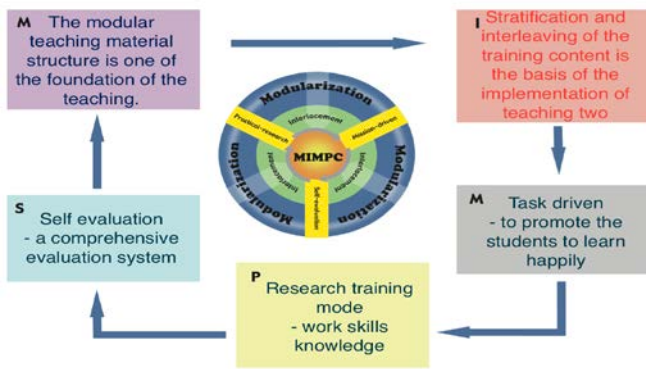 M
The modular
teaching material
structure is one
of the foundation of the
teaching.
I
Stratification and
interleaving of the
training content is
the basis of the
implementation of
teaching two
Modularization
Interlacement
Practical-research
Mission-driven
MIMPC
Interlacement
Interlacement
Modularization
Self-evaluation
Modularization
S
Self evaluation
- a comprehensive
evaluation system
M
Task driven
- to promote the
students to learn
happily
P
Research training
mode
- work skills
knowledge